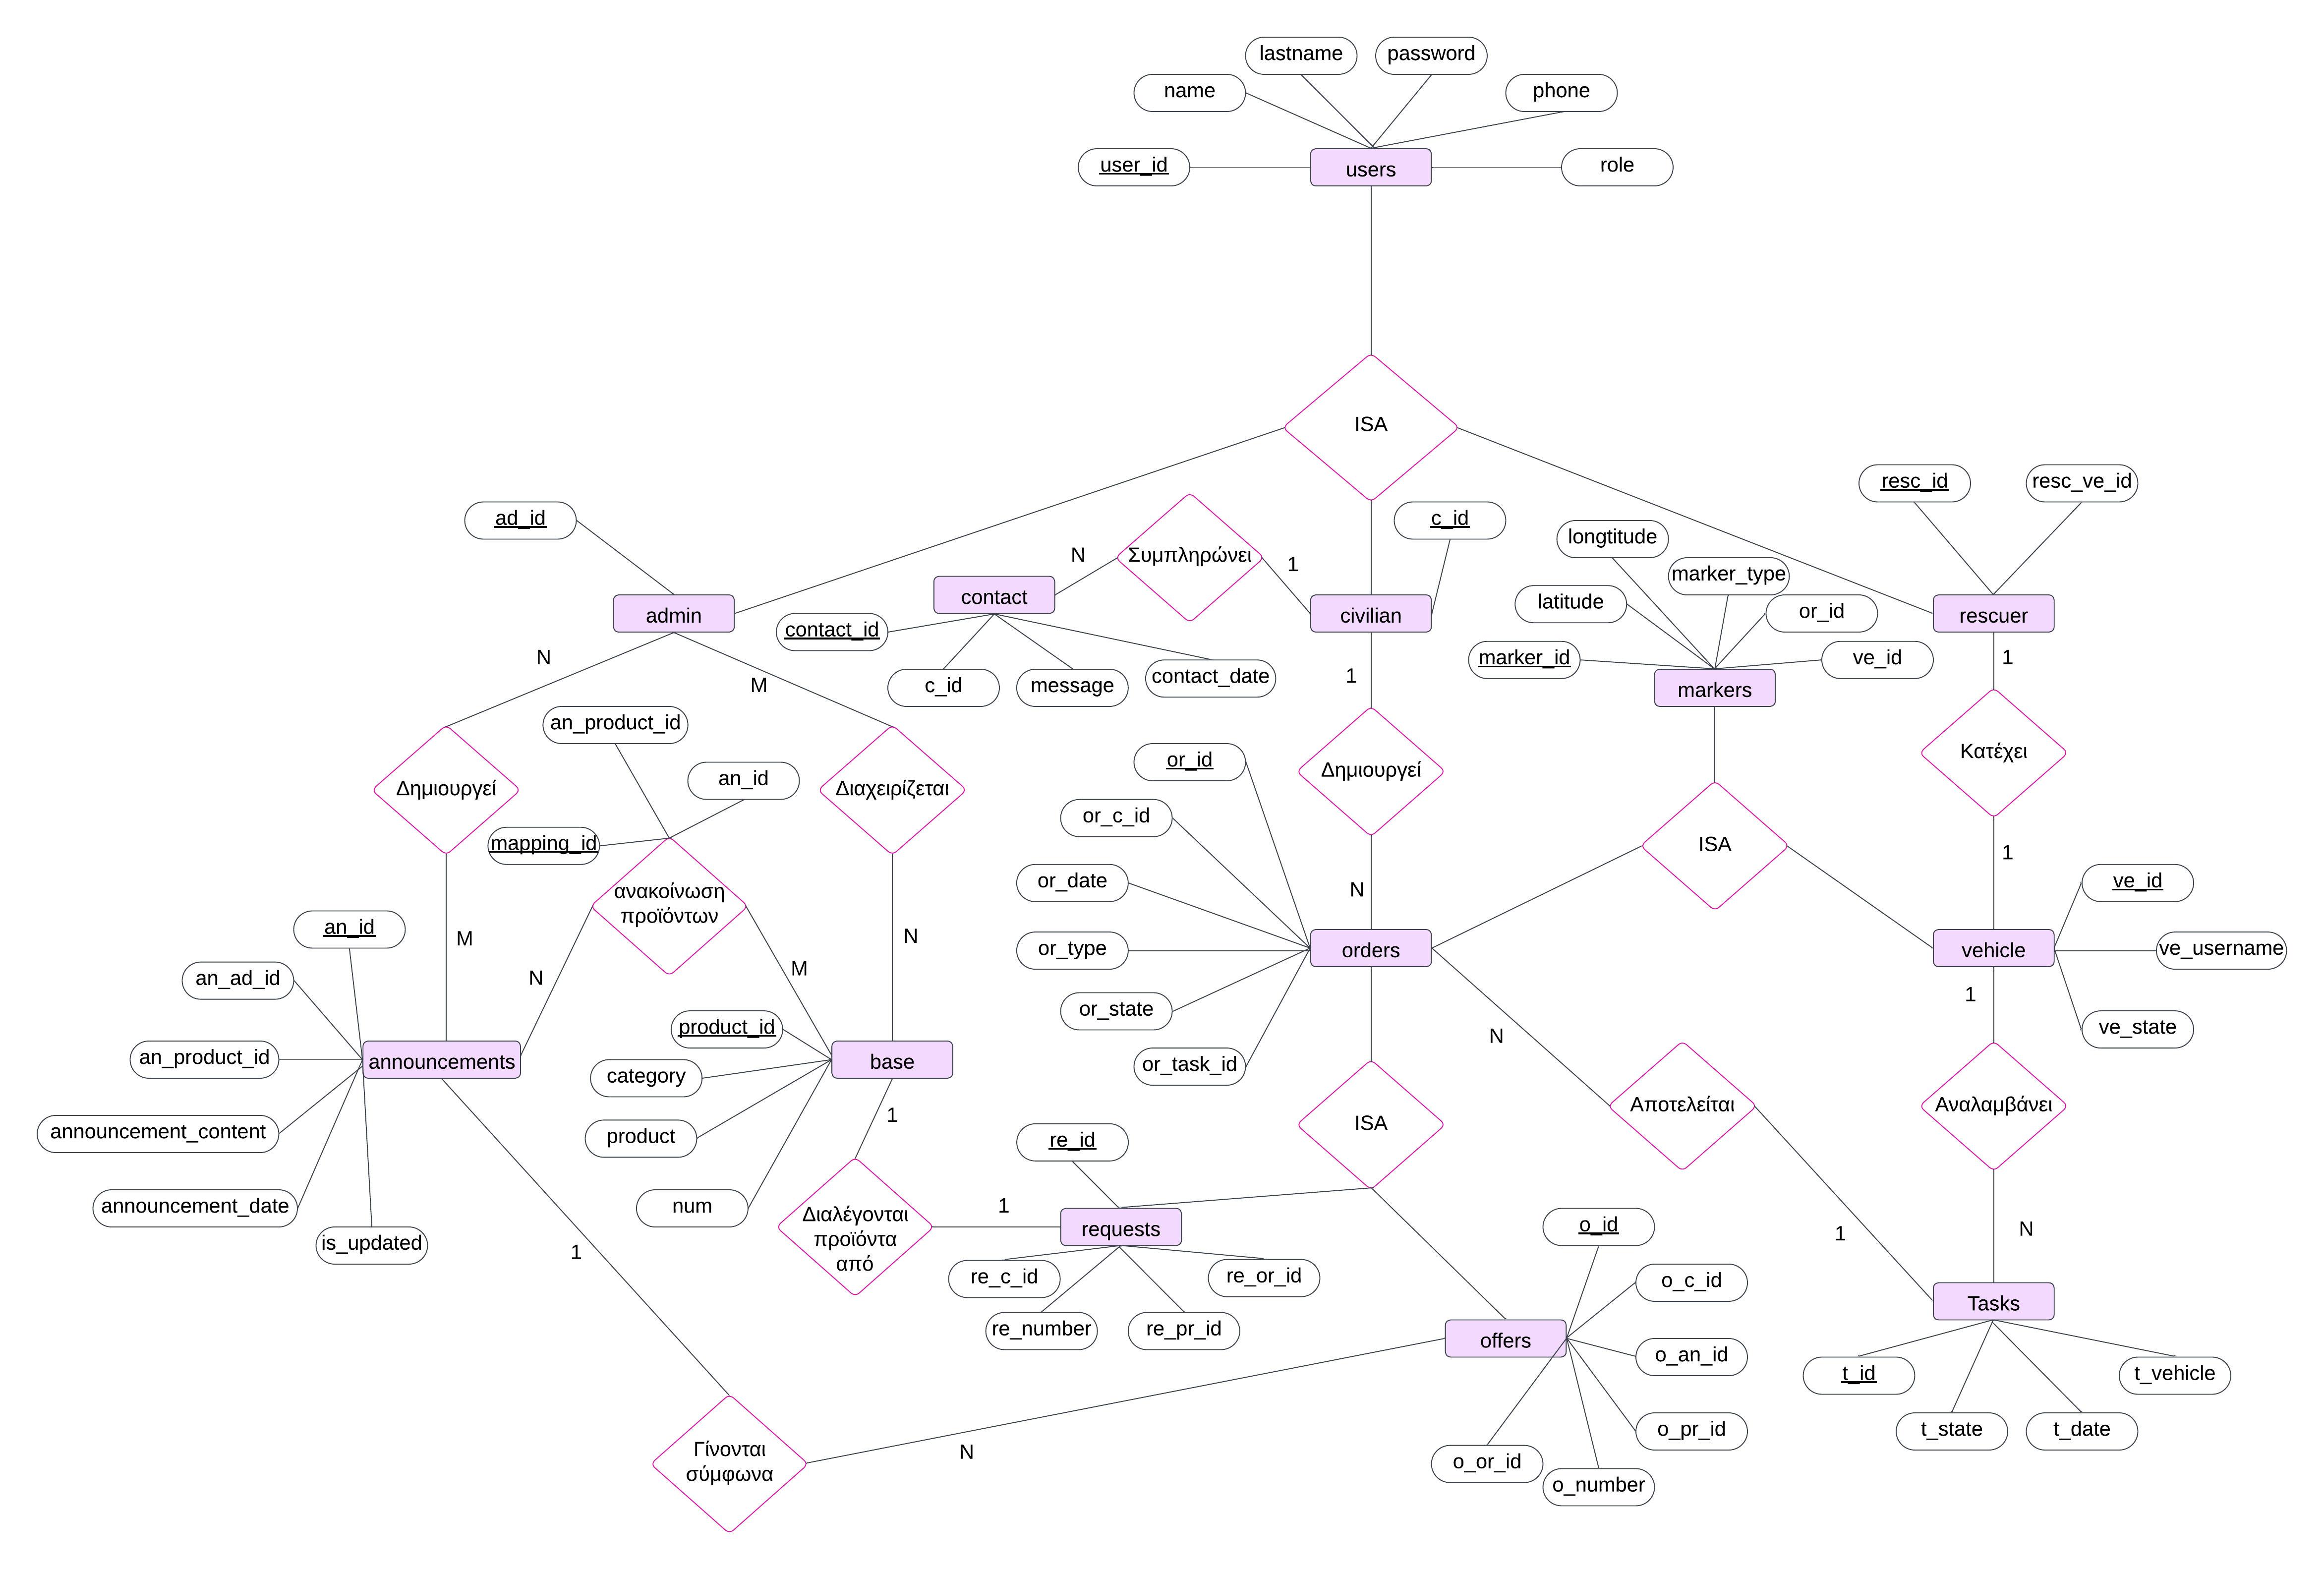 lastname
password
name
phone
user_id
users
role
ISA
resc_id
resc_ve_id
ad_id
c_id
longtitude
N
Συμπληρώνει
1
marker_type
contact
latitude
or_id
admin
civilian
rescuer
contact_id
marker_id
ve_id
N
1
M
c_id
message
contact_date
1
markers
an_product_id
Κατέχει
or_id
Δημιουργεί
an_id
Δημιουργεί
Διαχειρίζεται
or_c_id
mapping_id
ISA
1
ανακοίνωση
προϊόντων
or_date
N
ve_id
an_id
M
N
or_type
orders
vehicle
ve_username
an_ad_id
N
M
1
or_state
product_id
N
ve_state
an_product_id
announcements
category
base
or_task_id
1
Αποτελείται
Αναλαμβάνει
announcement_content
product
re_id
ISA
announcement_date
num
1
Διαλέγονται
προϊόντα
από
requests
o_id
1
N
is_updated
1
re_c_id
re_or_id
o_c_id
re_number
re_pr_id
offers
Tasks
o_an_id
t_id
t_vehicle
Γίνονται
σύμφωνα
N
o_or_id
o_pr_id
t_state
t_date
o_number